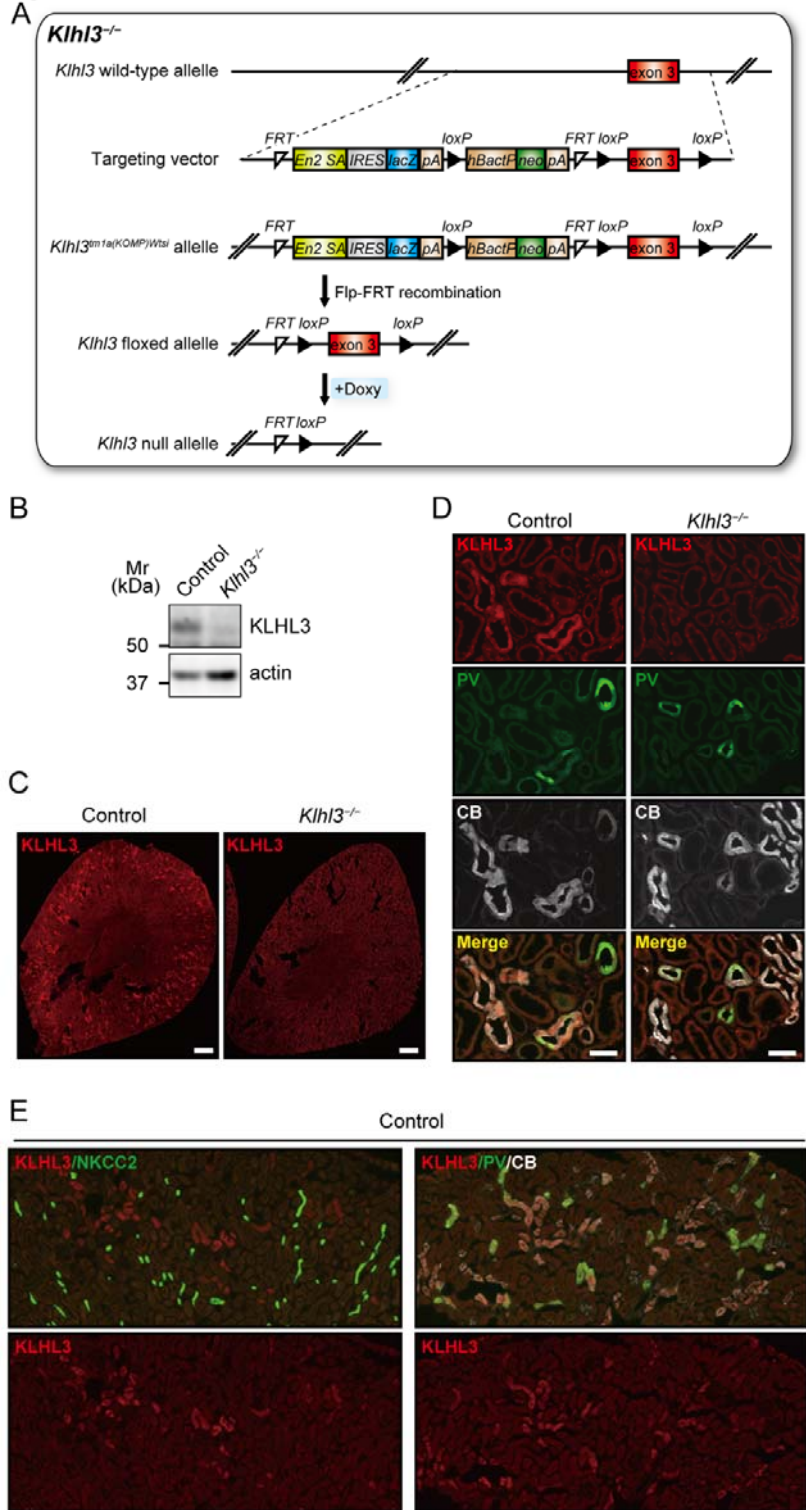 A
Klhl3–/–
Klhl3 wild-type allele
exon 3
FRT loxP FRT loxP loxP
Targeting vector
En2 SA IRES lacZ pA hBactP neo pA exon 3
FRT loxP FRT loxP loxP
Klhl3tm1a(KOMP)Wtsi allele
En2 SA IRES lacZ pA hBactP neo pA exon 3
Flp-FRT recombination
FRT loxP loxP
Klhl3 floxed allele
exon 3
+Doxy
FRT loxP
Klhl3 null allele
B
Mr
(kDa)
Control
Klhl3–/–
KLHL3
50
actin
37
C
Control Klhl3–/–
KLHL3 KLHL3
D
Control Klhl3–/–
KLHL3 KLHL3
PV PV
CB CB
Merge Merge
E
Control
KLHL3/NKCC2 KLHL3/PV/CB
KLHL3 KLHL3